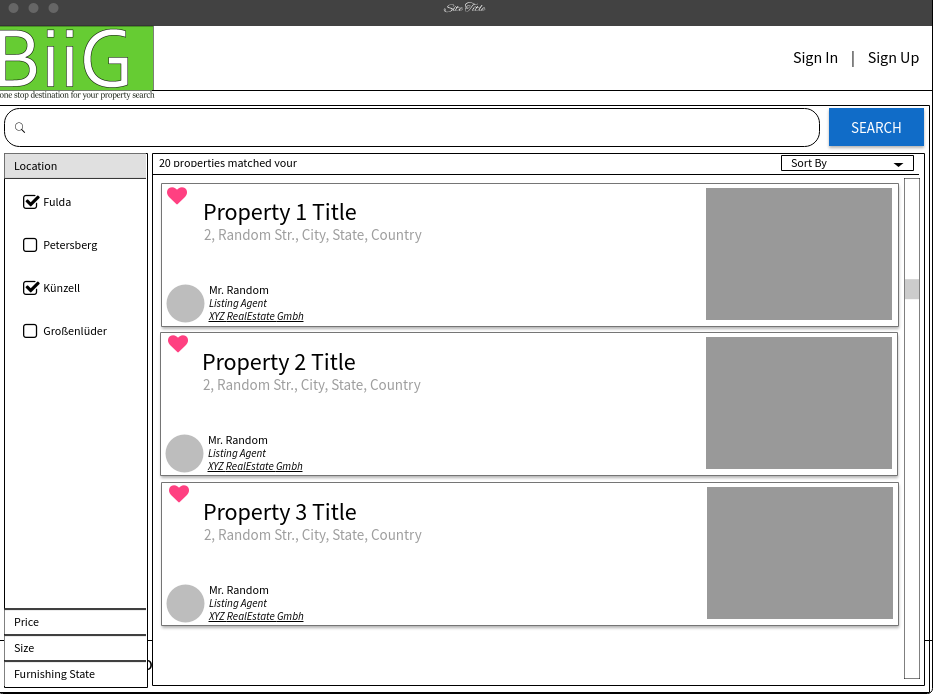 Site Title
BiiG
one stop destination for your property search
Sign In | Sign Up
SEARCH
Location
20 properties matched your
Sort By
Fulda
Petersberg
Künzell
Großenlüder
Property 1 Title
2, Random Str., City, State, Country
Mr. Random
Listing Agent
XYZ RealEstate Gmbh
Property 2 Title
2, Random Str., City, State, Country
Mr. Random
Listing Agent
XYZ RealEstate Gmbh
Property 3 Title
2, Random Str., City, State, Country
Mr. Random
Listing Agent
XYZ RealEstate Gmbh
Price
Size
Furnishing State